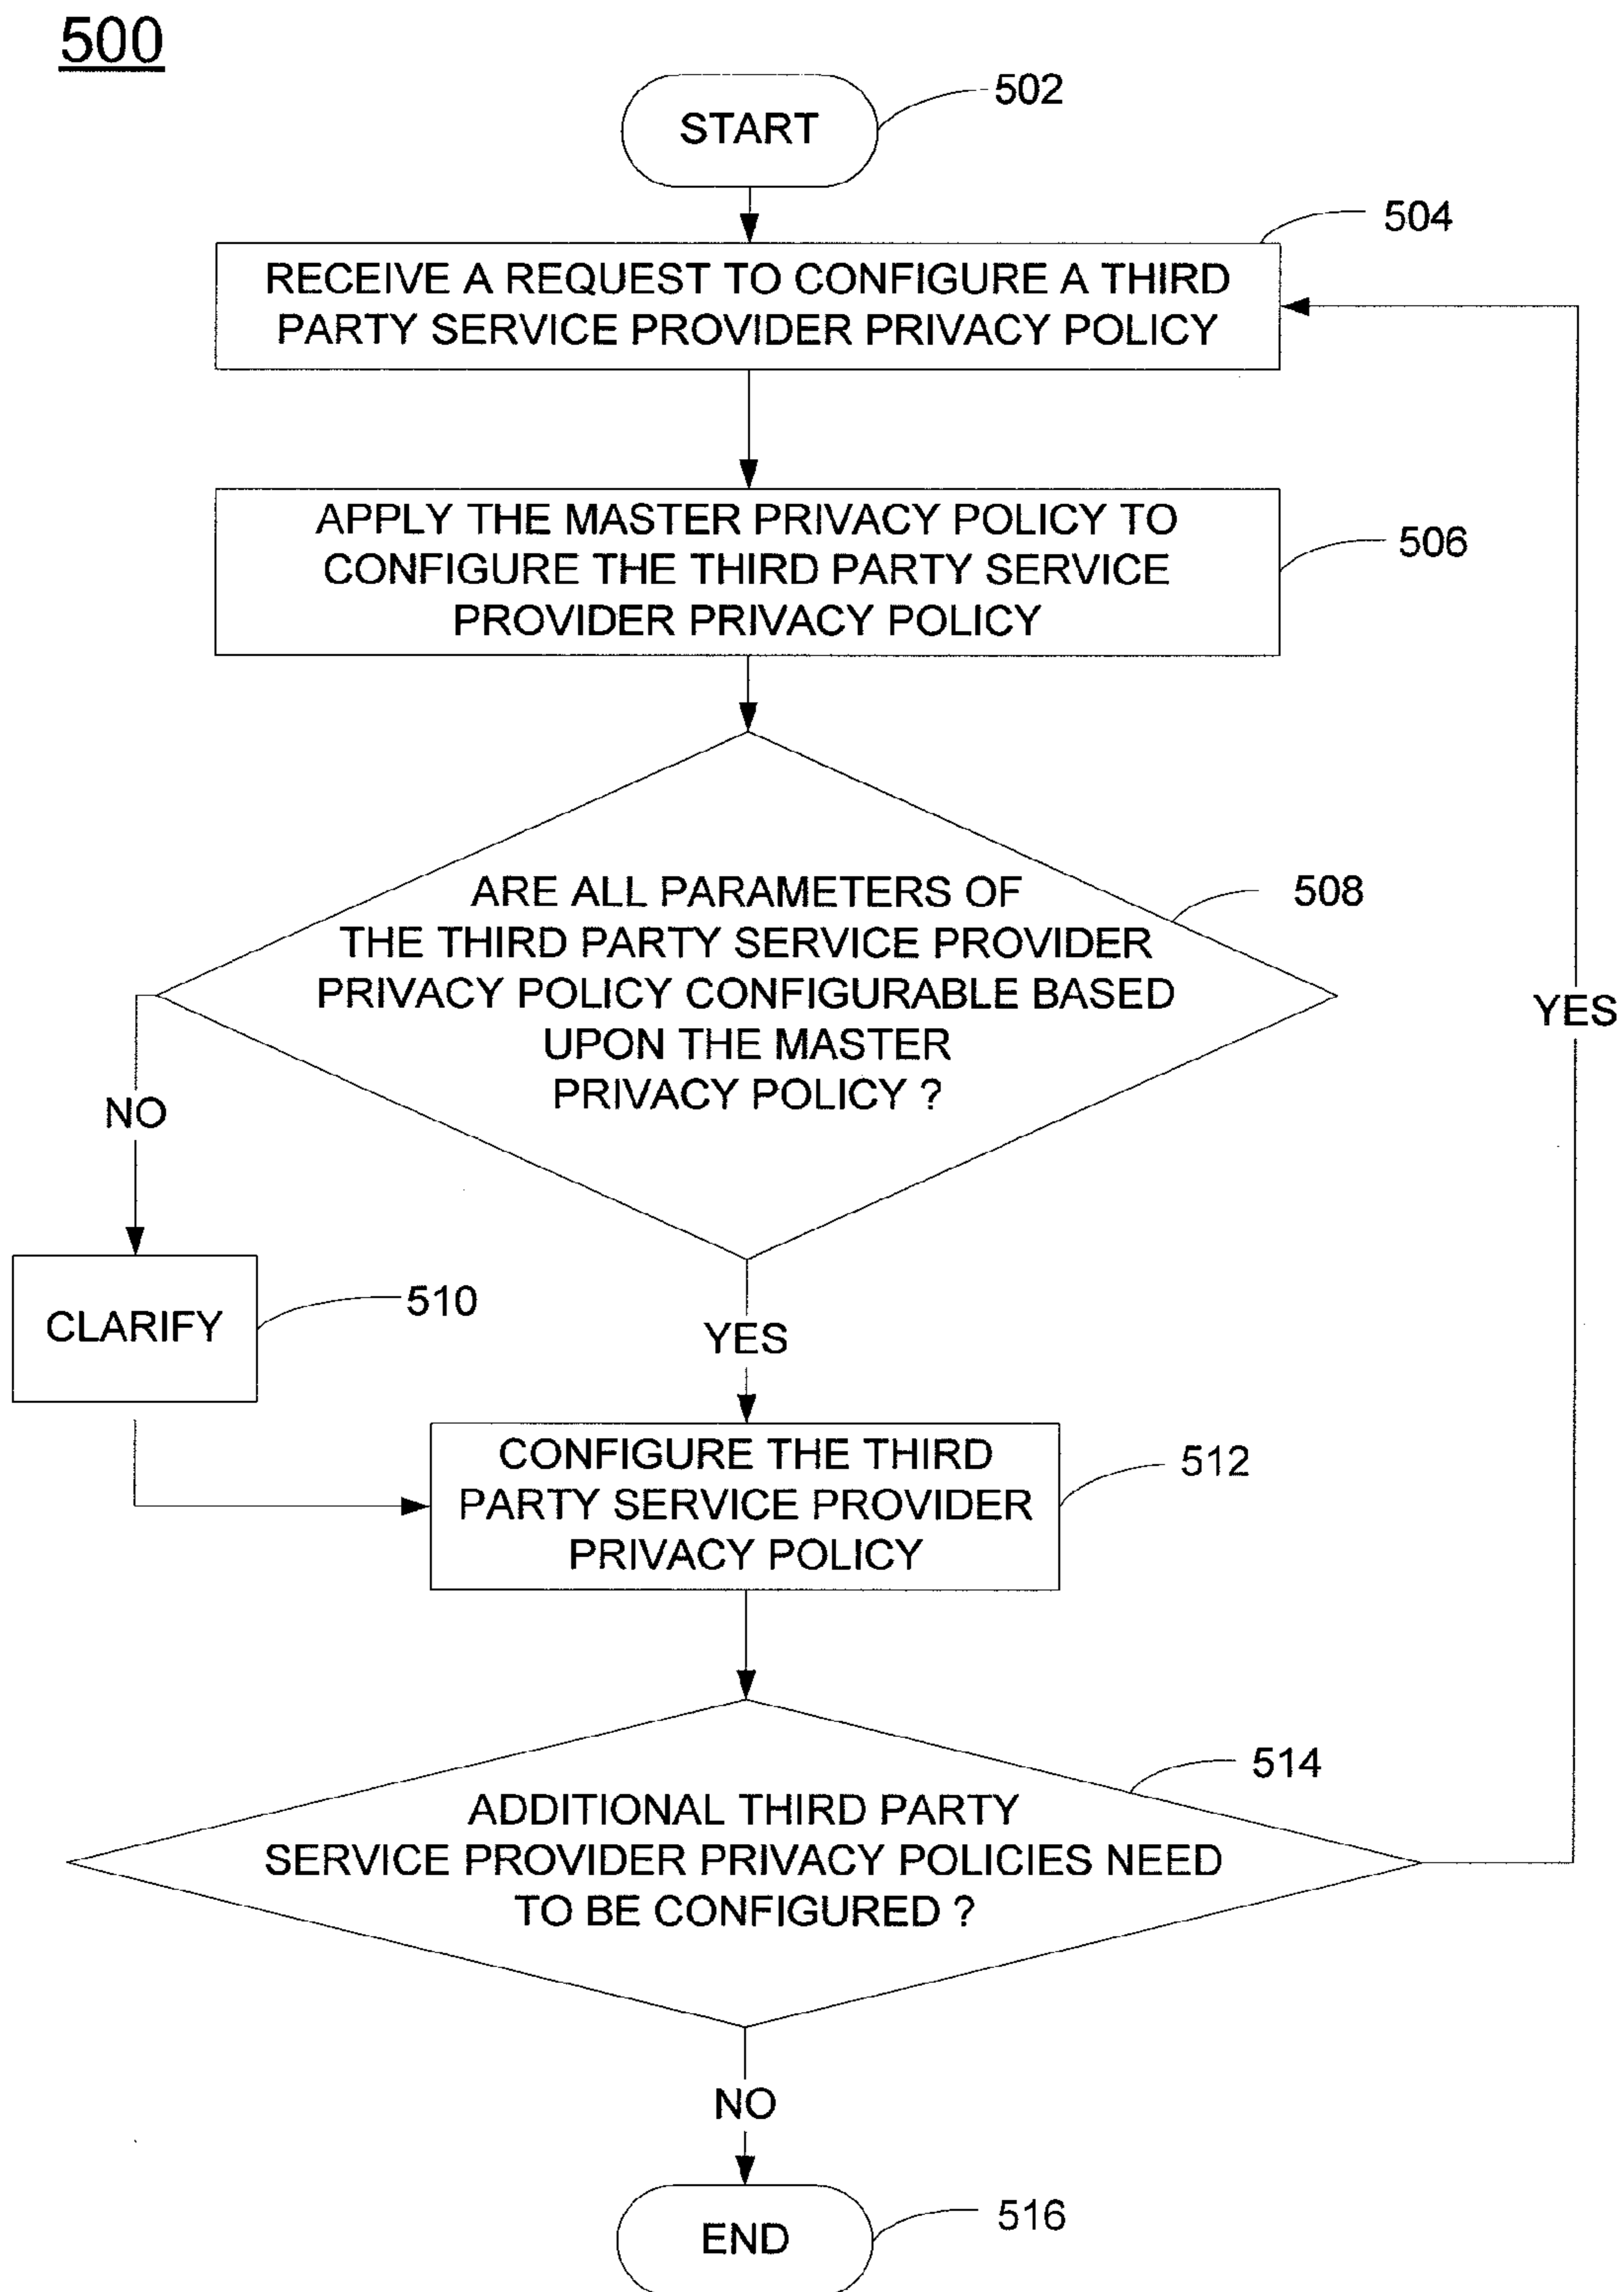 500
START
502
504
RECEIVE A REQUEST TO CONFIGURE A THIRD
PARTY SERVICE PROVIDER PRIVACY POLICY
APPLY THE MASTER PRIVACY POLICY TO
CONFIGURE THE THIRD PARTY SERVICE
PROVIDER PRIVACY POLICY
506
ARE ALL PARAMETERS OF
THE THIRD PARTY SERVICE PROVIDER
PRIVACY POLICY CONFIGURABLE BASED
UPON THE MASTER
PRIVACY POLICY ?
508
YES
NO
CLARIFY
510
YES
CONFIGURE THE THIRD
PARTY SERVICE PROVIDER
PRIVACY POLICY
512
514
ADDITIONAL THIRD PARTY
SERVICE PROVIDER PRIVACY POLICIES NEED
TO BE CONFIGURED ?
NO
END
516